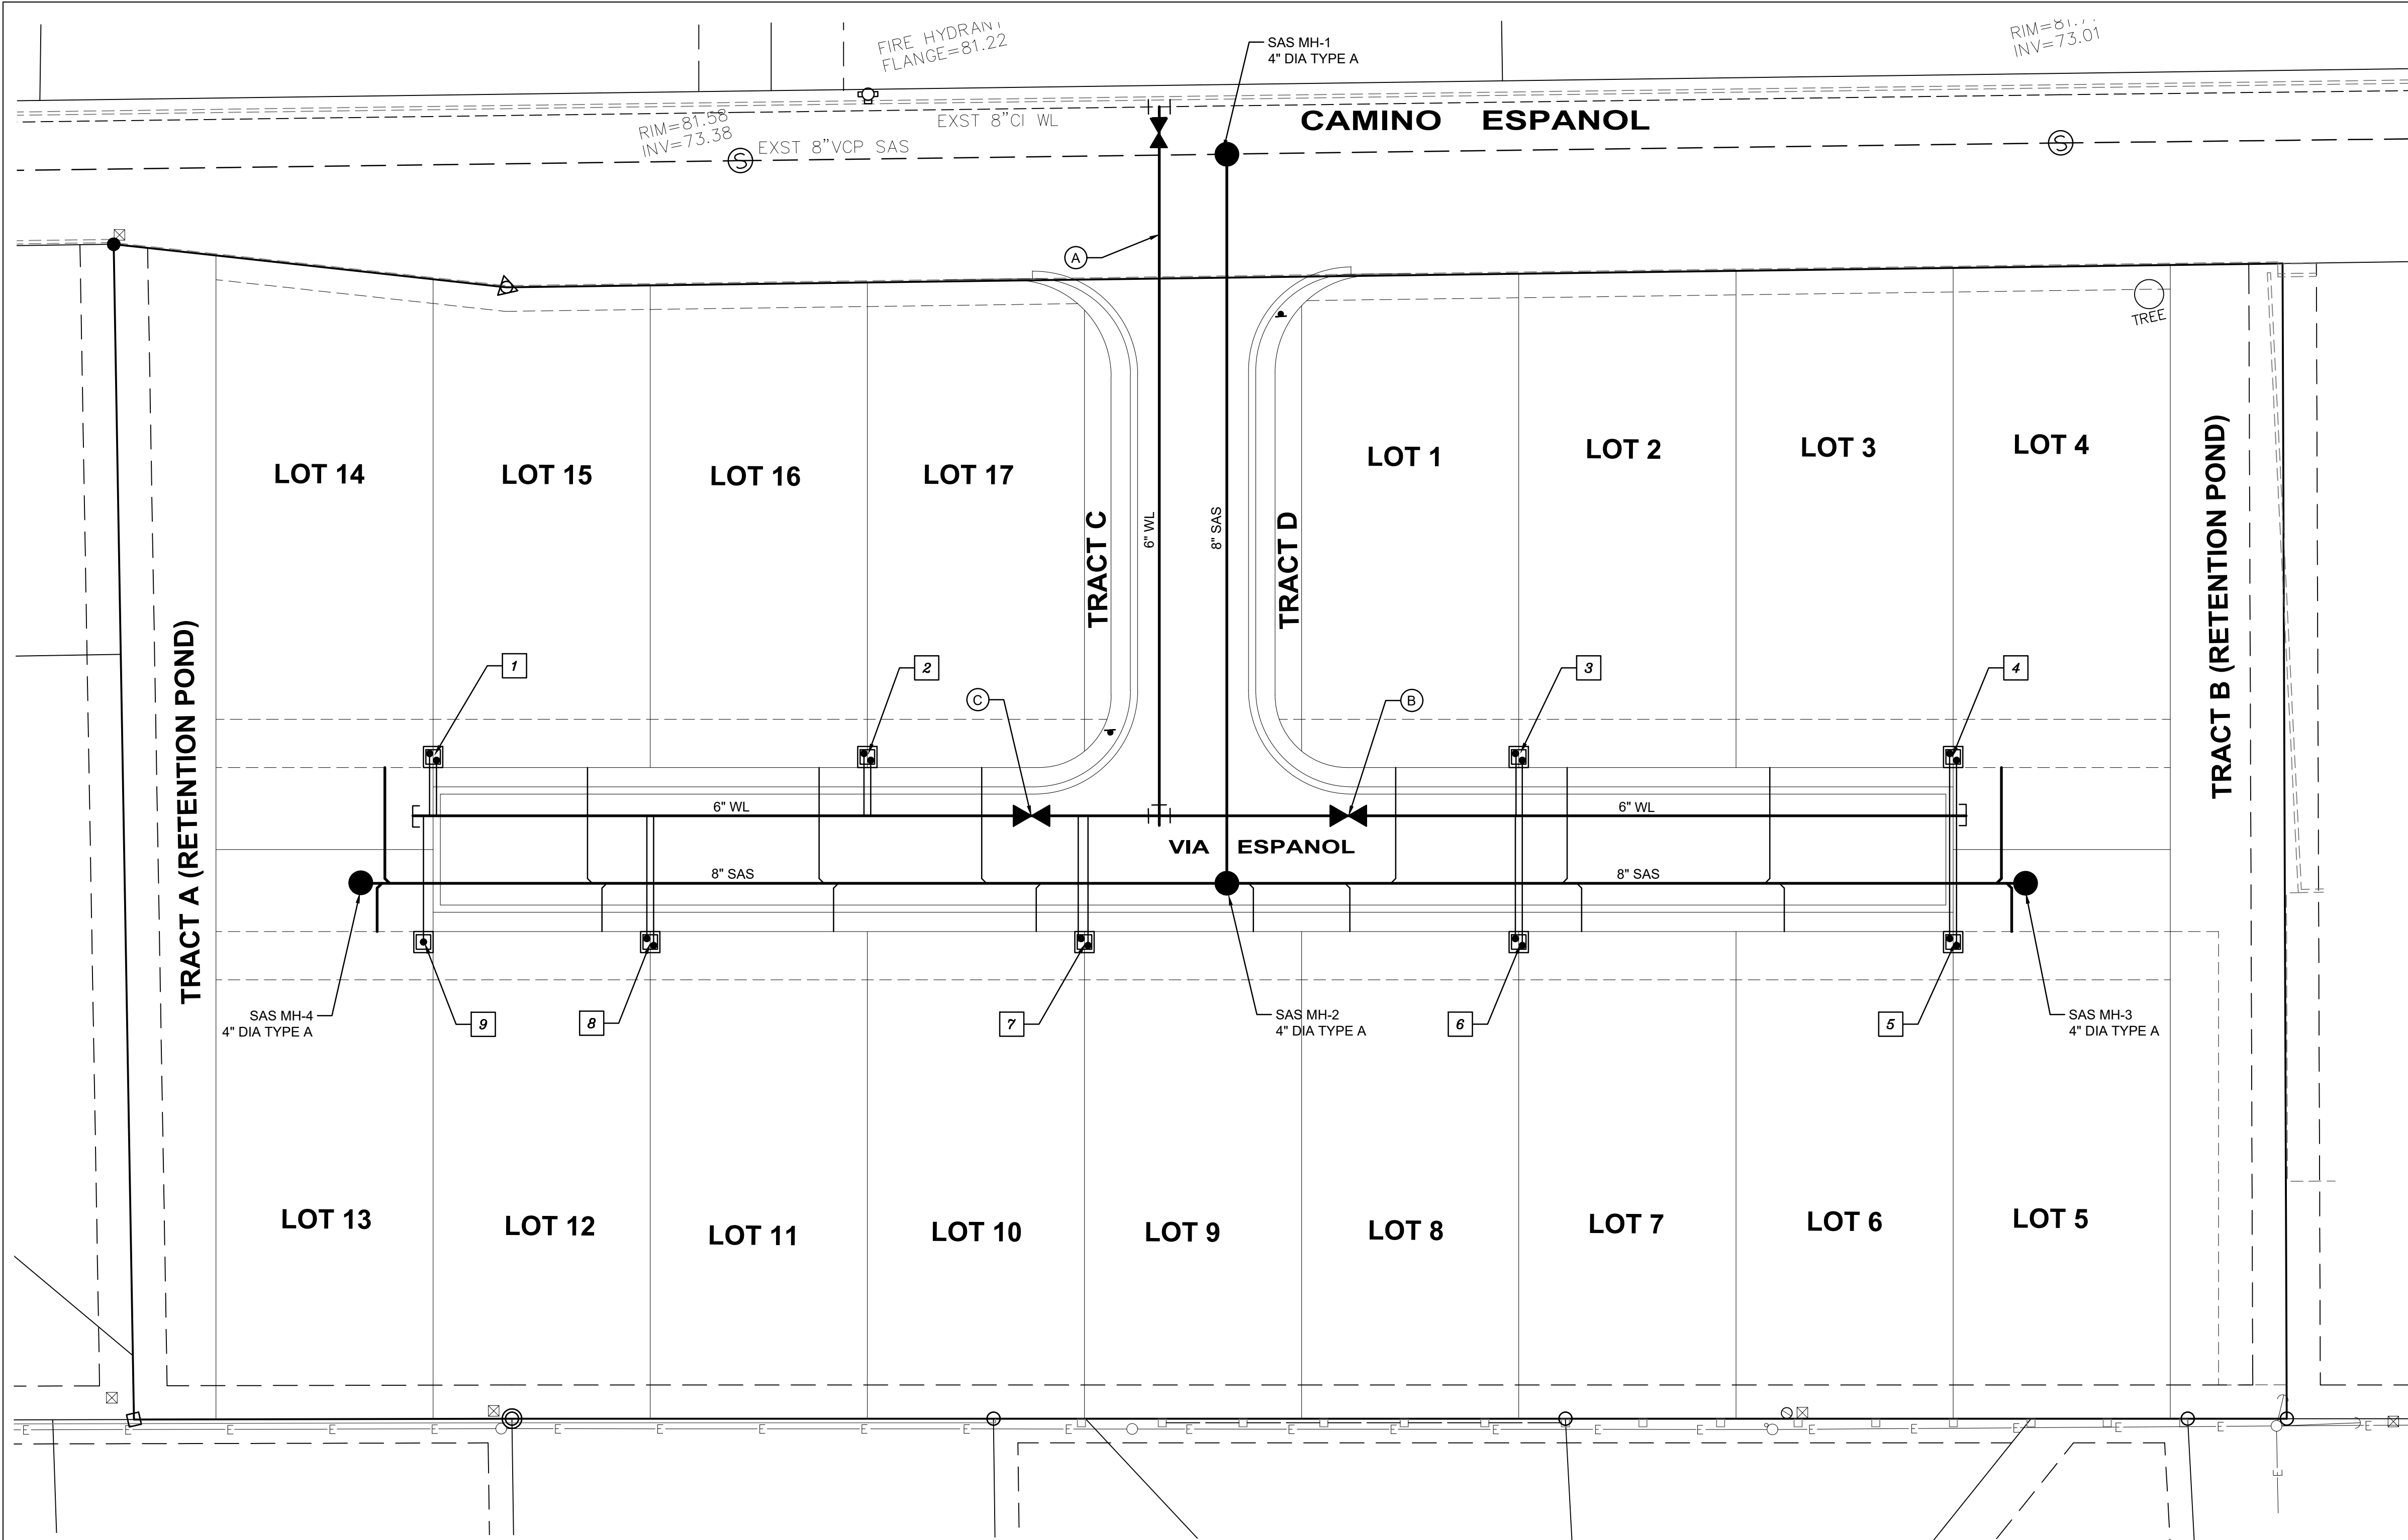 FIRE HYDRANT
FLANGE=81.22
SAS MH-1
4" DIA TYPE A
RIM=81.71
INV=73.01
RIM=81.58
INV=73.38
EXST 8"CI WL
EXST 8"VCP SAS
CAMINO ESPANOL
S
S
A
TREE
LOT 14
LOT 15
LOT 16
LOT 17
LOT 1
LOT 2
LOT 3
LOT 4
TRACT C
6" WL
8" SAS
TRACT D
TRACT A (RETENTION POND)
TRACT B (RETENTION POND)
1
2
C
B
3
4
6" WL
6" WL
VIA ESPANOL
8" SAS
8" SAS
SAS MH-4
4" DIA TYPE A
9
8
7
SAS MH-2
4" DIA TYPE A
6
5
SAS MH-3
4" DIA TYPE A
LOT 13
LOT 12
LOT 11
LOT 10
LOT 9
LOT 8
LOT 7
LOT 6
LOT 5
E E E E E E E E E E E E E E E E E E E E E E E E
E